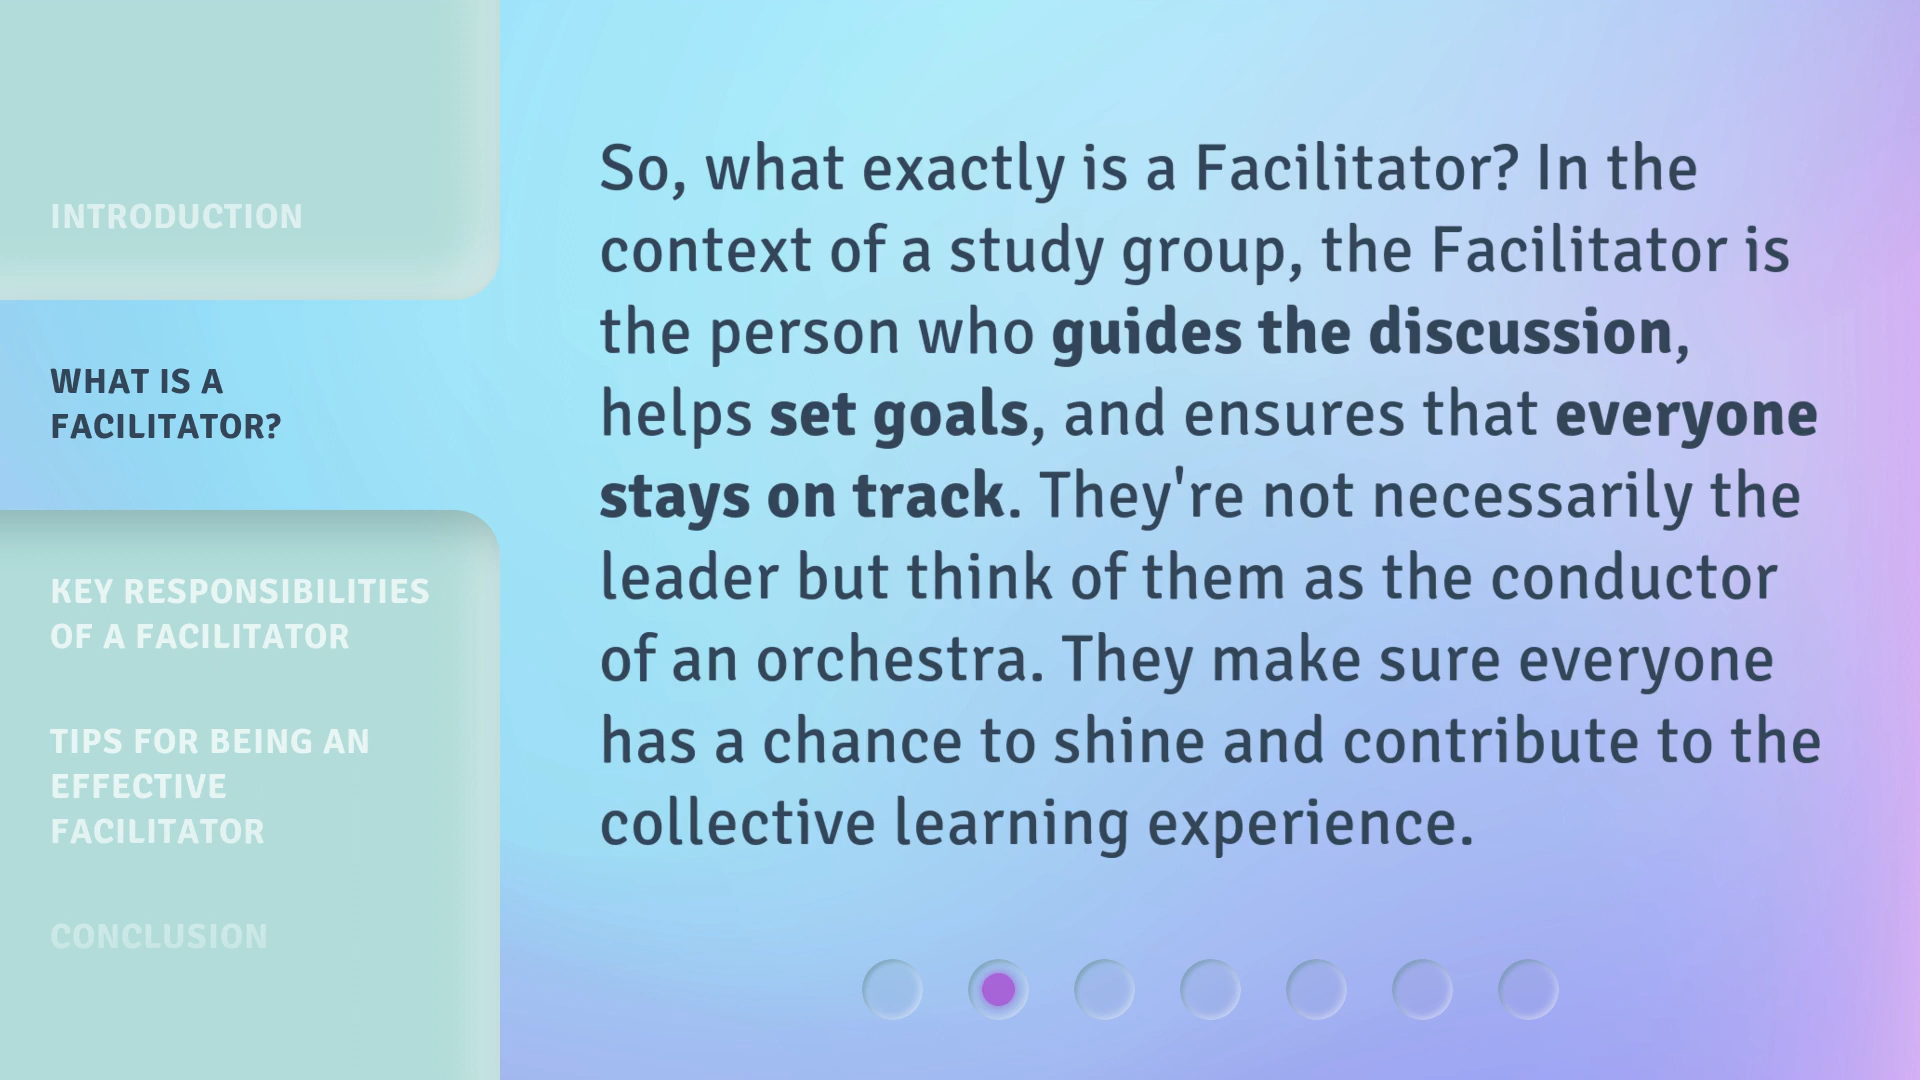 INTRODUCTION
WHAT IS A
FACILITATOR?
KEY RESPONSIBILITIES
OF A FACILITATOR
TIPS FOR BEING AN
EFFECTIVE
FACILITATOR
CONCLUSION
So, what exactly is a Facilitator? In the
context of a study group, the Facilitator is
the person who guides the discussion,
helps set goals, and ensures that everyone
stays on track. They're not necessarily the
leader but think of them as the conductor
of an orchestra. They make sure everyone
has a chance to shine and contribute to the
collective learning experience.